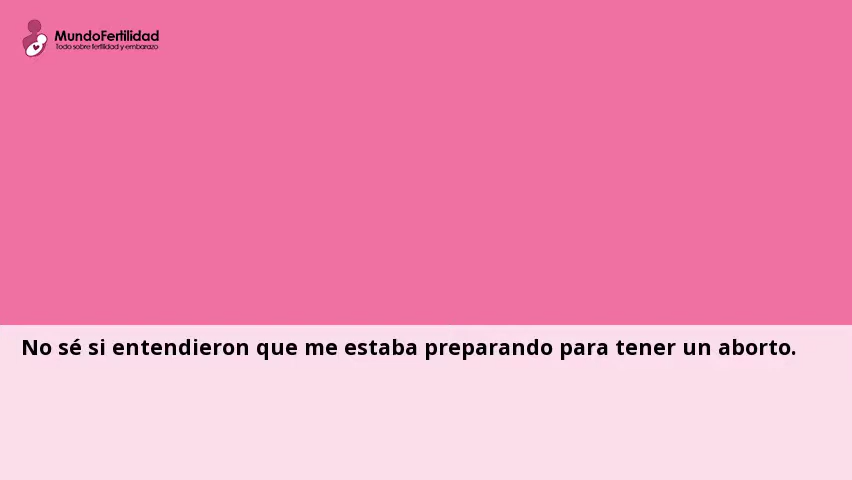 MundoFertilidad
Todo sobre fertilidad y embarazo
No sé si entendieron que me estaba preparando para tener un aborto.